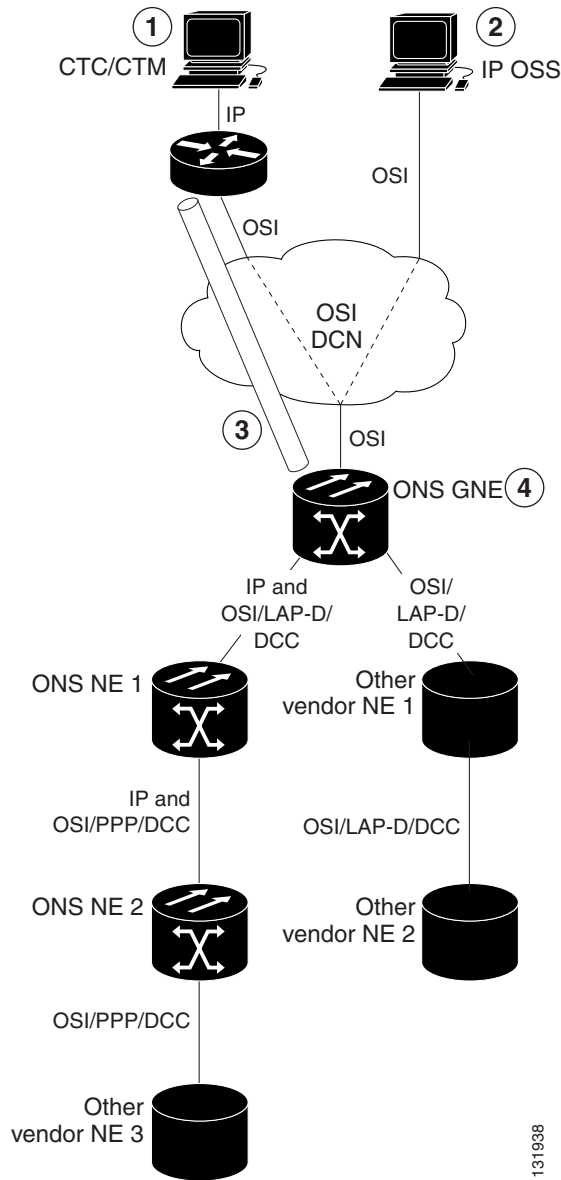 1
2
CTC/CTM
IP OSS
IP
OSI
OSI
OSI
DCN
3
OSI
ONS GNE
4
IP and
OSI/LAP-D/
DCC
OSI/
LAP-D/
DCC
ONS NE 1
Other
vendor NE 1
IP and
OSI/PPP/DCC
OSI/LAP-D/DCC
ONS NE 2
Other
vendor NE 2
OSI/PPP/DCC
Other
vendor NE 3
131938